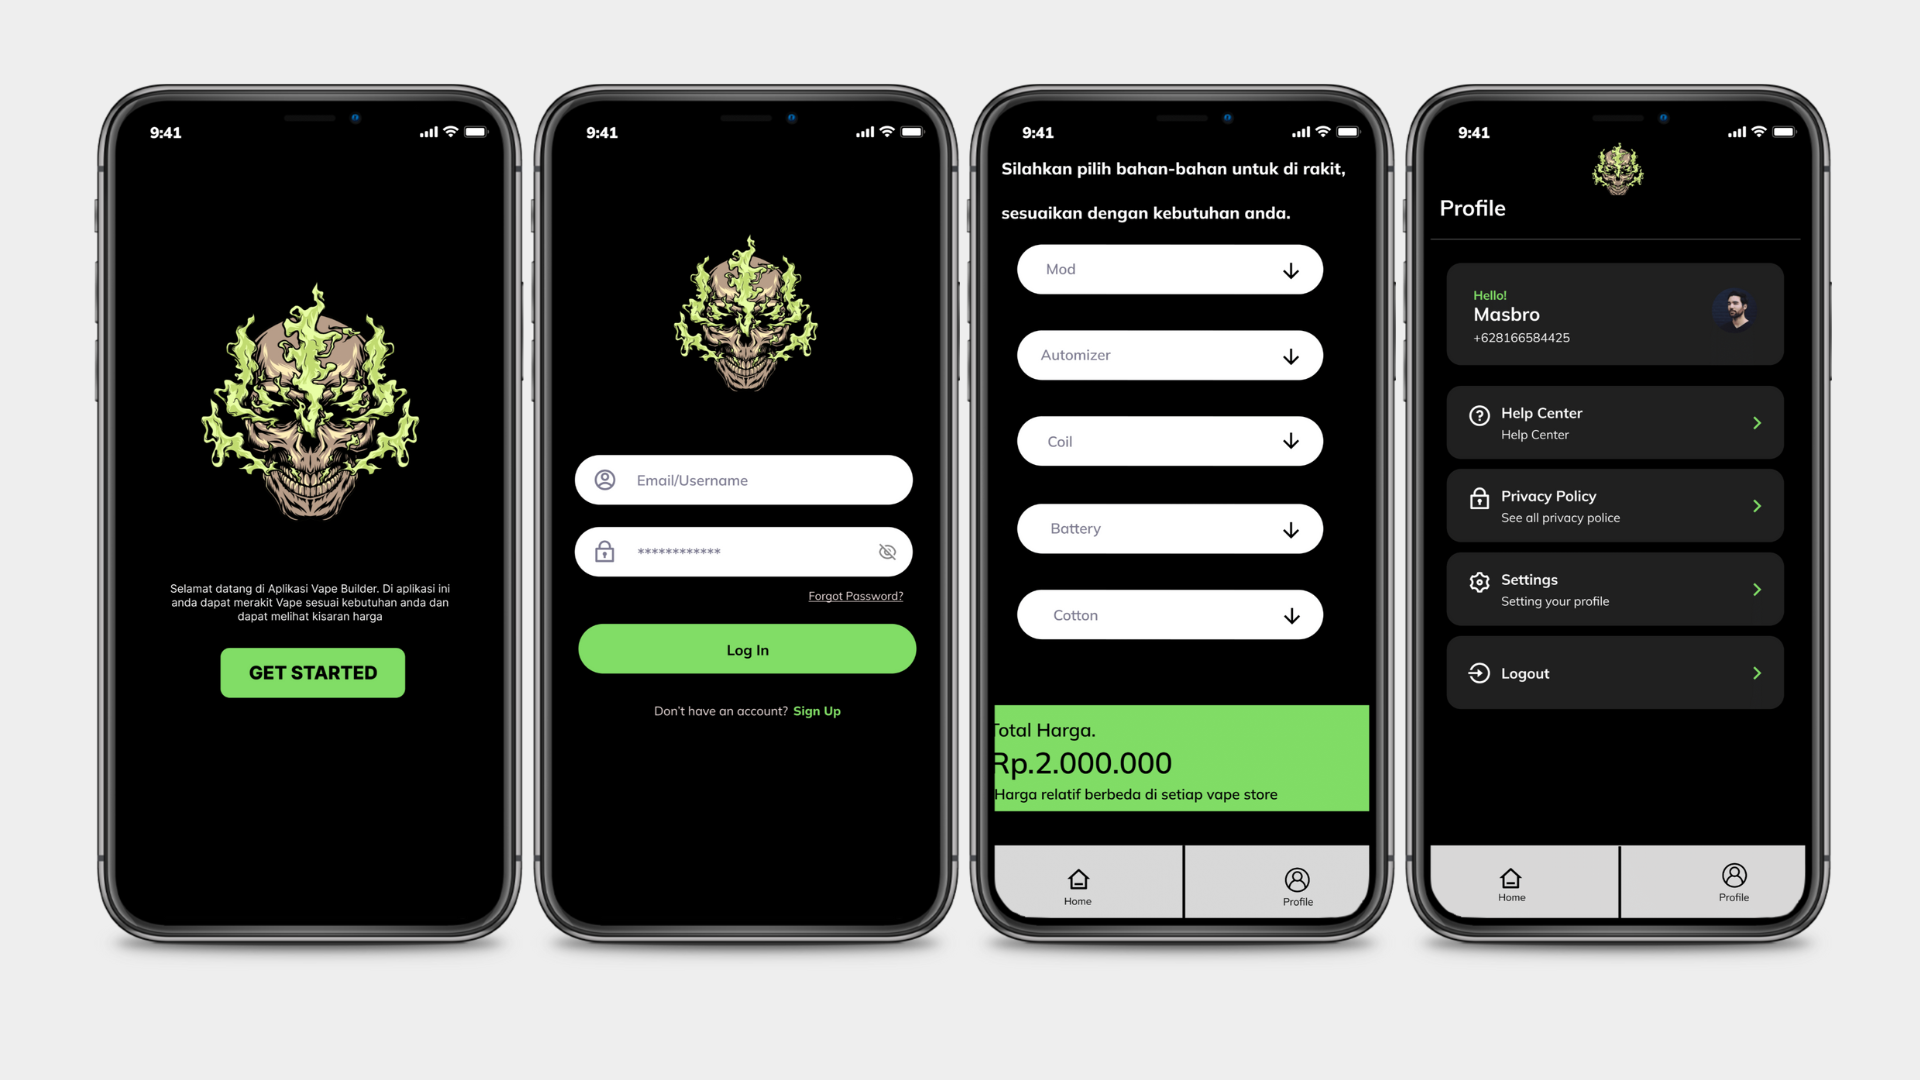 9:41
Selamat datang di Aplikasi Vape Builder. Di aplikasi ini
anda dapat merakit Vape sesuai kebutuhan anda dan
dapat melihat kisaran harga
GET STARTED
9:41
Email/Username
************
Forgot Password?
Log In
Don't have an account? Sign Up
9:41
Silahkan pilih bahan-bahan untuk di rakit,
sesuaikan dengan kebutuhan anda.
Mod
Automizer
Coil
Battery
Cotton
Total Harga.
Rp.2.000.000
Harga relatif berbeda di setiap vape store
Home
Profile
9:41
Profile
Hello!
Masbro
+628166584425
Help Center
Help Center
Privacy Policy
See all privacy police
Settings
Setting your profile
Logout
Home
Profile